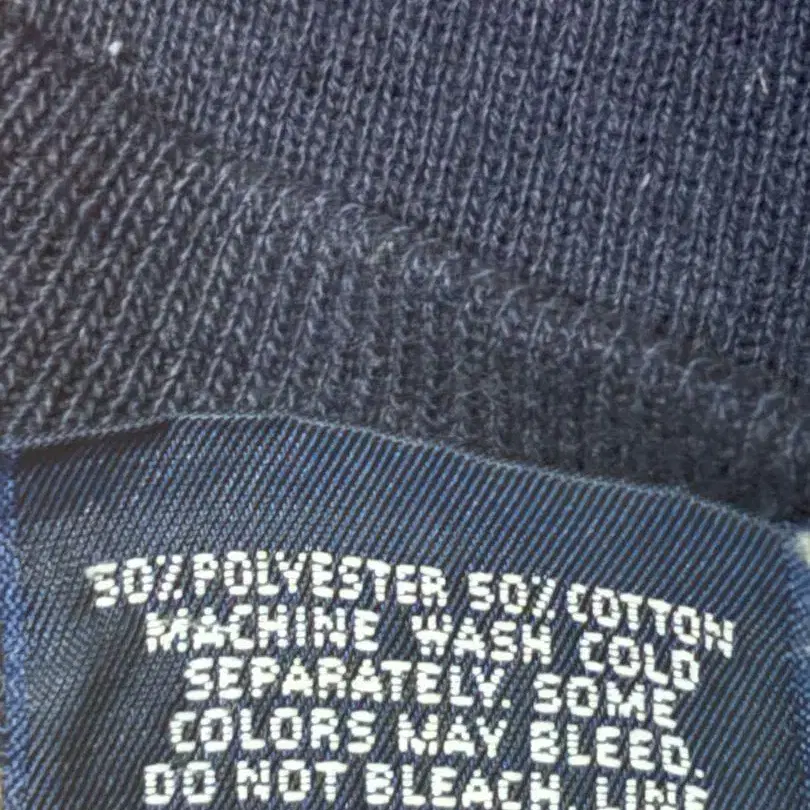 50% POLYESTER 50% COTTON
MACHINE WASH COLD
SEPARATELY. SOME
COLORS MAY BLEED.
DO NOT BLEACH. LINE